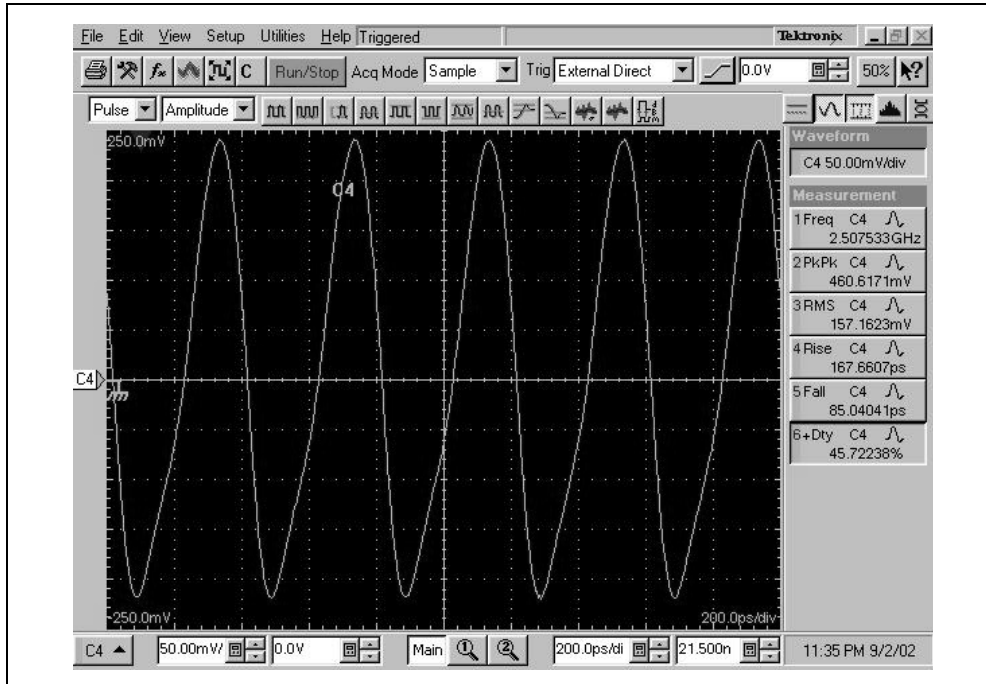 File Edit View Setup Utilities Help Triggered Tektronix
C Run/Stop Acq Mode Sample Trig External Direct 0.0V 50%
Pulse Amplitude
250.0mV
C4
C4
-250.0mV 200.0ps/div
Waveform
C4 50.00mV/div
Measurement
1 Freq C4
2.507533GHz
2 PkPk C4
460.6171mV
3 RMS C4
157.1623mV
4 Rise C4
167.6607ps
5 Fall C4
85.04041ps
6 +Dty C4
45.72238%
C4 50.00mV/ 0.0V Main 1 2 200.0ps/di 21.500n 11:35 PM 9/2/02